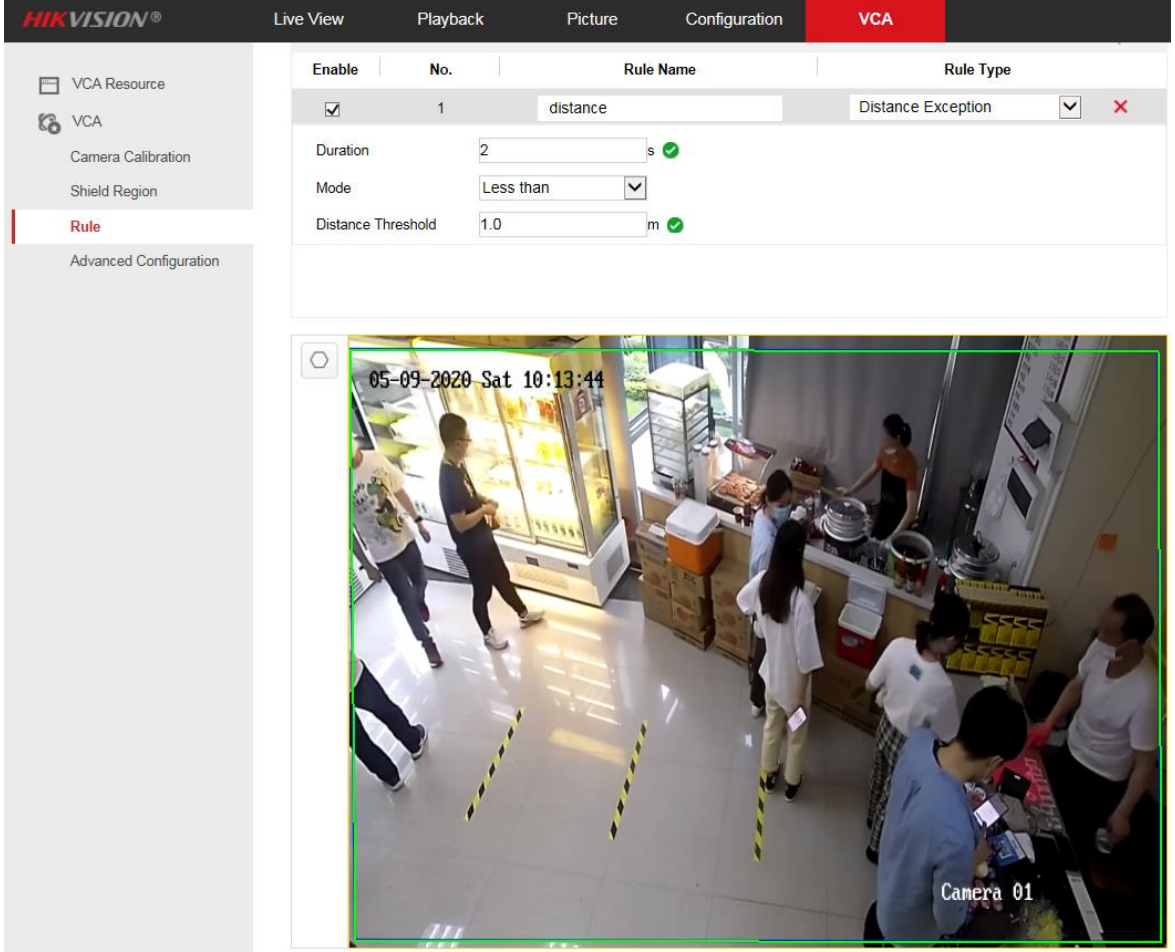 HIKVISION®
Live View Playback Picture Configuration VCA
VCA Resource
VCA
Camera Calibration
Shield Region
Rule
Advanced Configuration
Enable No. Rule Name Rule Type
1 distance Distance Exception
Duration 2 s
Mode Less than
Distance Threshold 1.0 m
05-09-2020 Sat 10:13:44
Camera 01